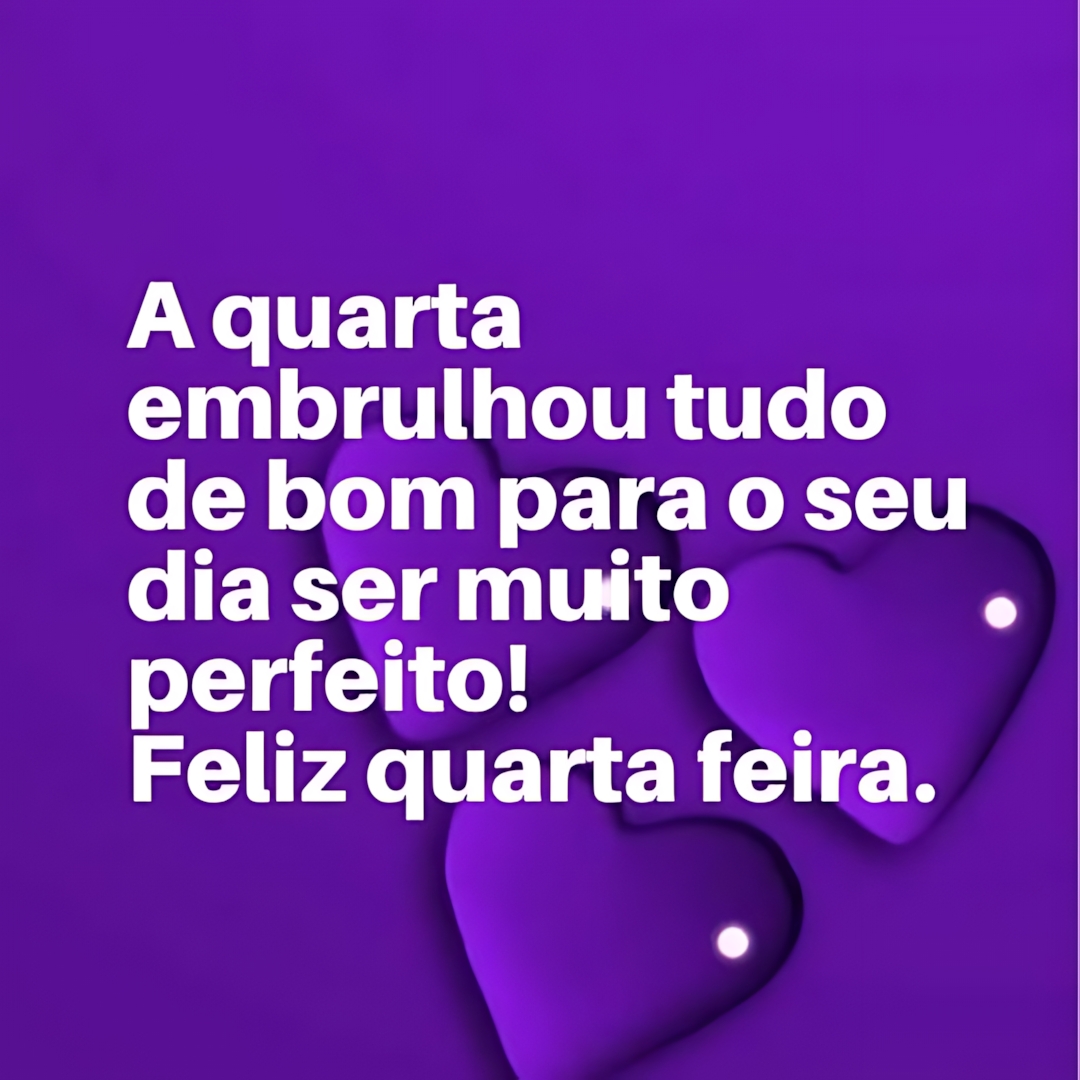 A quarta
embrulhou tudo
de bom para o seu
dia ser muito
perfeito!
Feliz quarta feira.